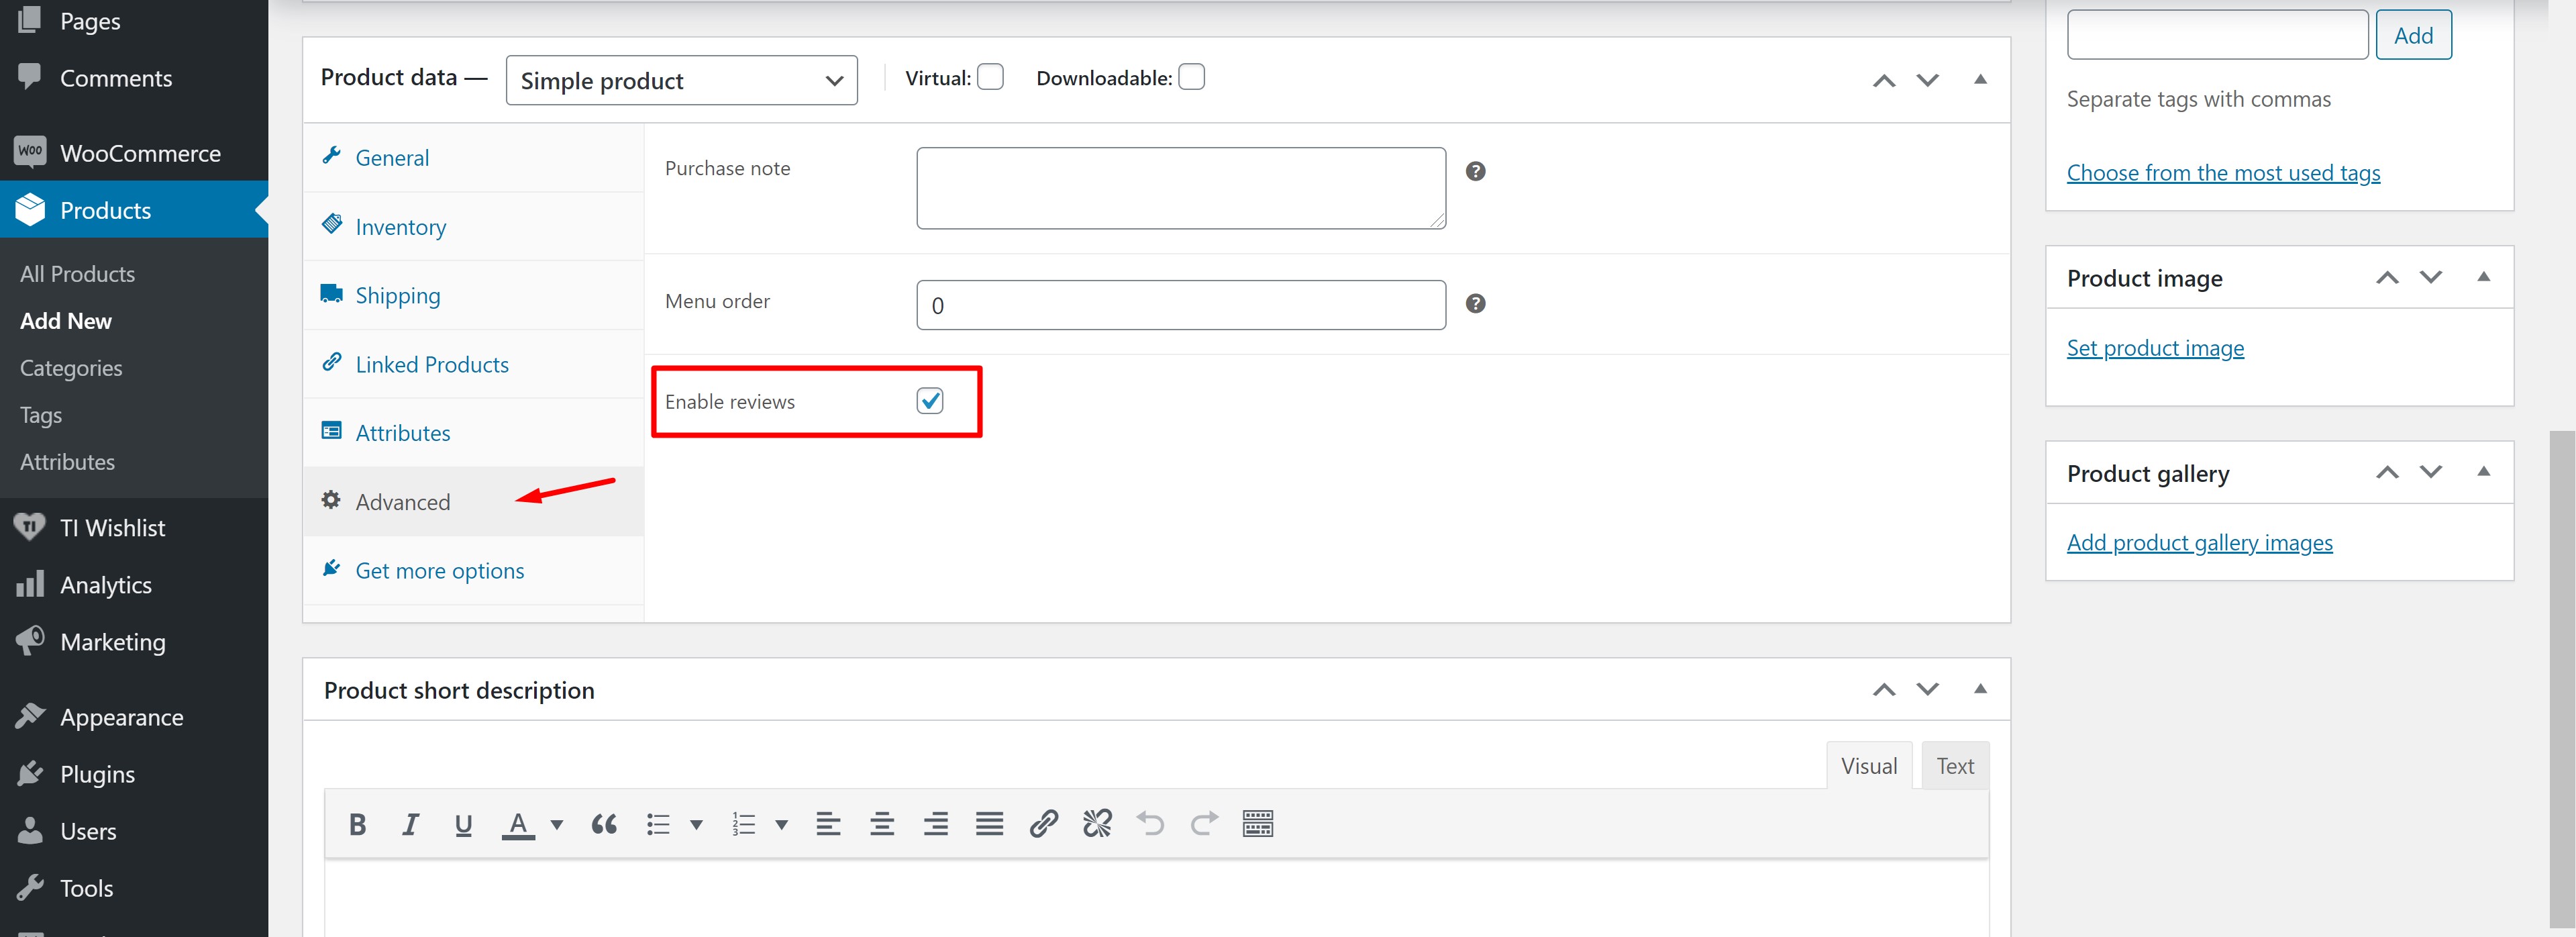 Pages
Comments
WooCommerce
Products
All Products
Add New
Categories
Tags
Attributes
TI Wishlist
Analytics
Marketing
Appearance
Plugins
Users
Tools
Product data — Simple product Virtual: Downloadable:
General
Inventory
Shipping
Linked Products
Attributes
Advanced
Get more options
Purchase note
Menu order 0
Enable reviews
Product short description
Visual Text
Add
Separate tags with commas
Choose from the most used tags
Product image
Set product image
Product gallery
Add product gallery images